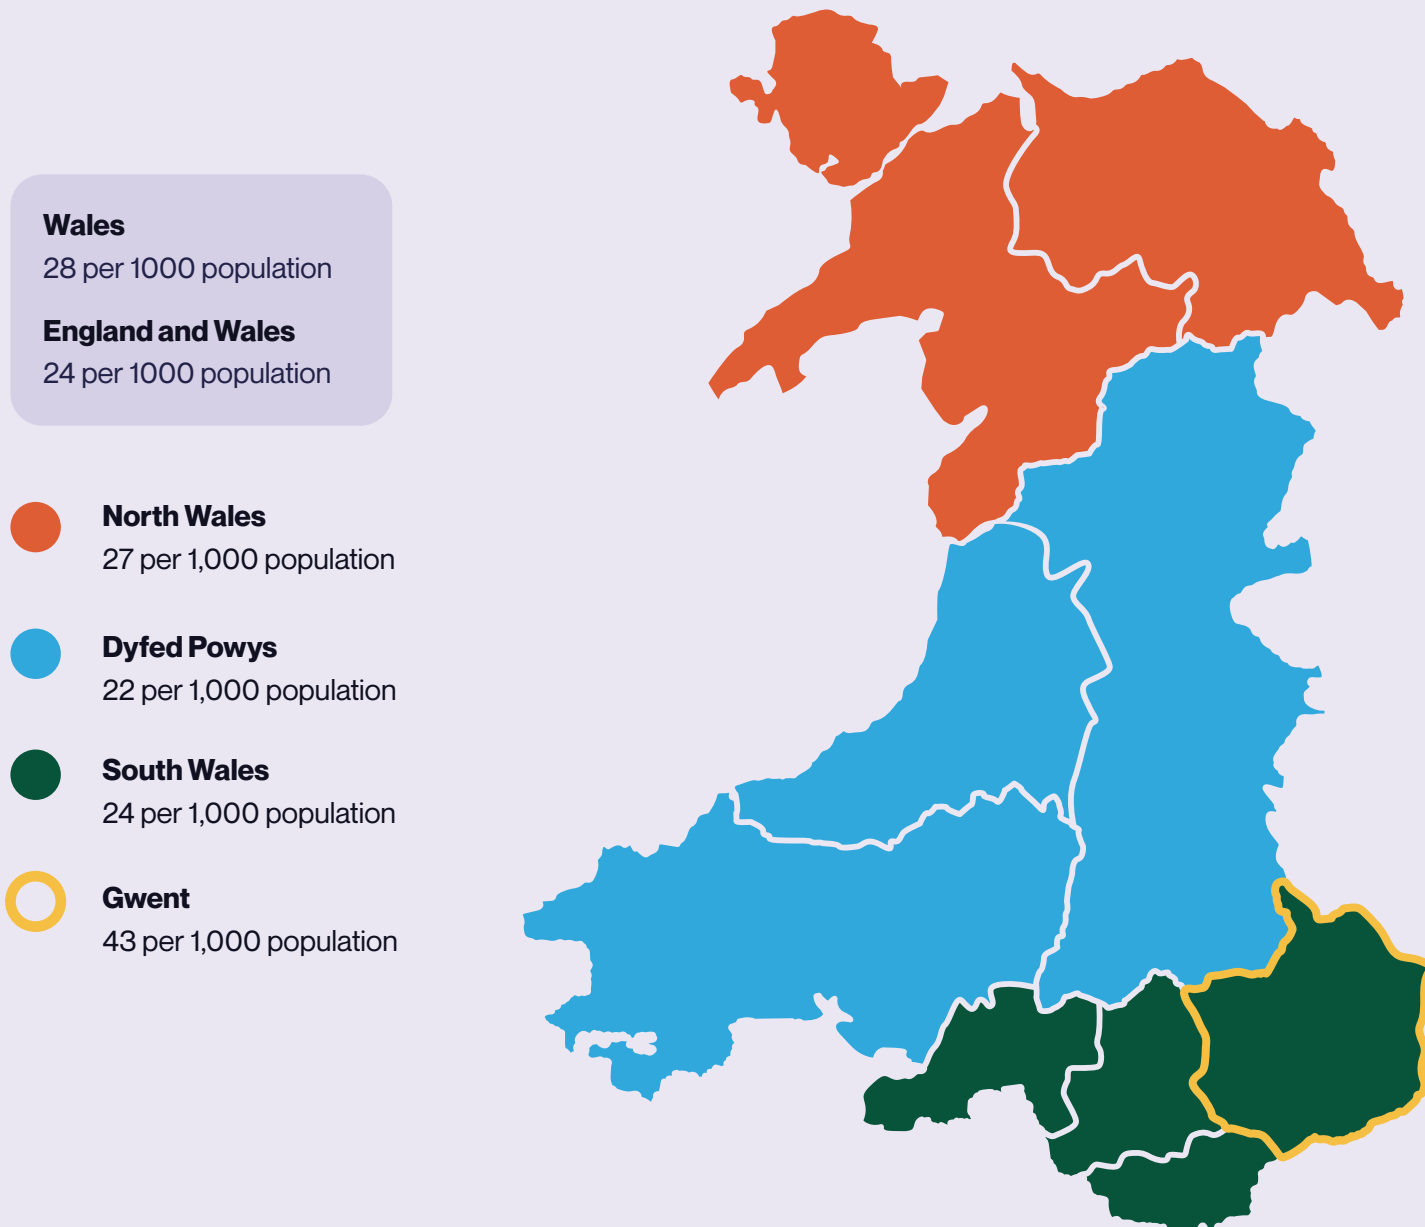 Wales
28 per 1000 population
England and Wales
24 per 1000 population
North Wales
27 per 1,000 population
Dyfed Powys
22 per 1,000 population
South Wales
24 per 1,000 population
Gwent
43 per 1,000 population